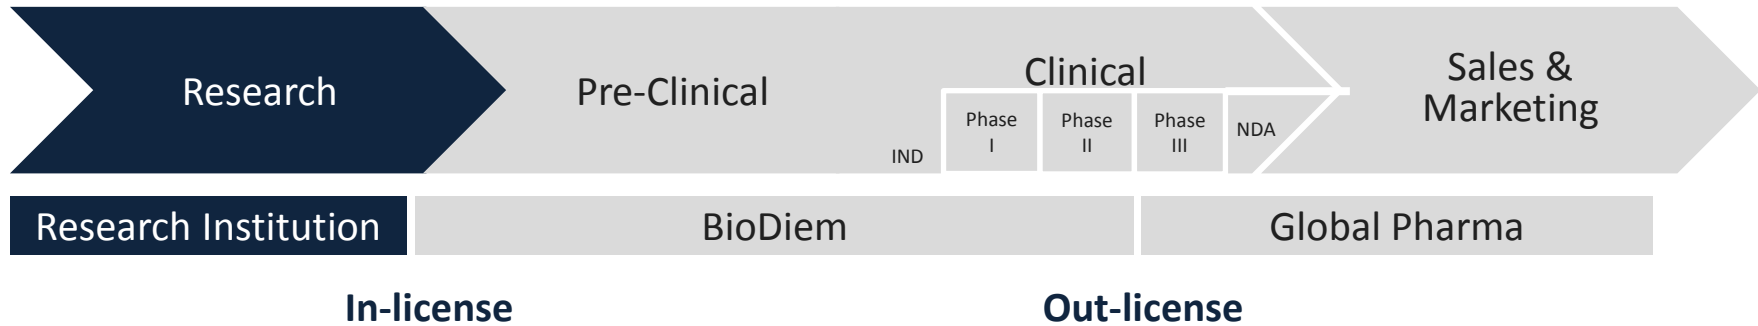 Research
Pre-Clinical
Clinical
IND
Phase
I
Phase
II
Phase
III
NDA
Sales &
Marketing
Research Institution
BioDiem
Global Pharma
In-license
Out-license